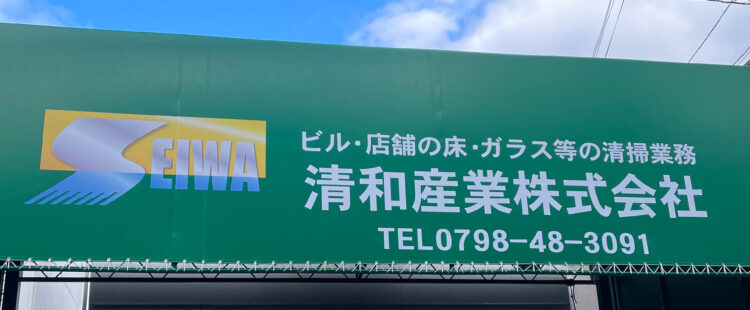 SEIWA
ビル・店舗の床・ガラス等の清掃業務
清和産業株式会社
TEL0798-48-3091